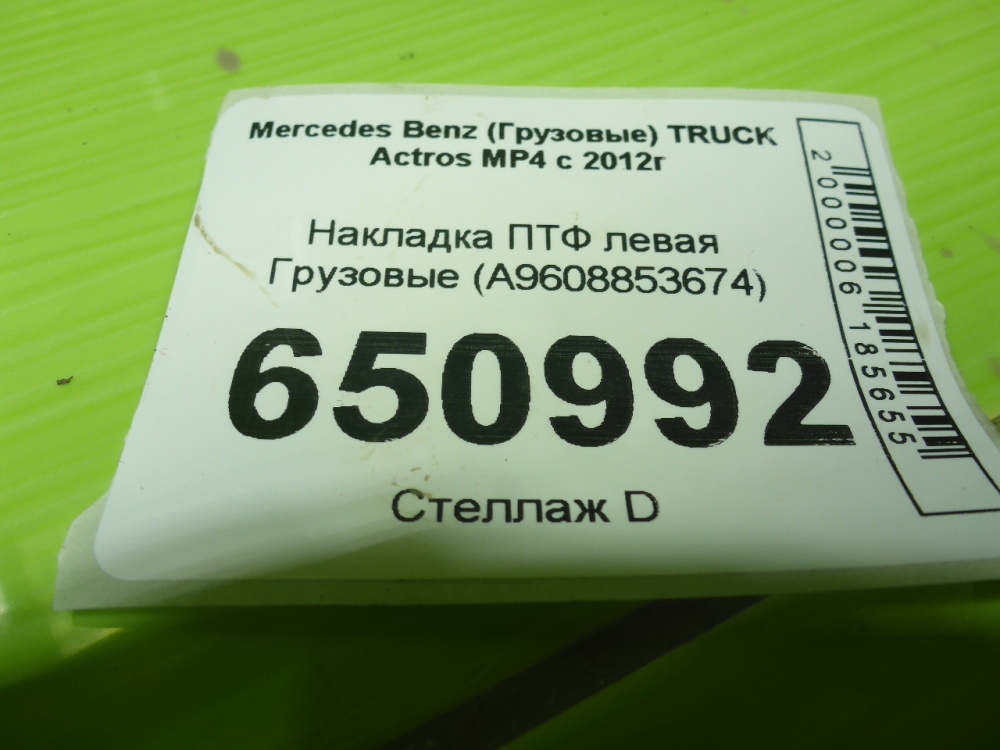 Mercedes Benz (Грузовые) TRUCK
Actros MP4 с 2012г
Накладка ПТФ левая
Грузовые (A9608853674)
650992
Стеллаж D
2000006185655